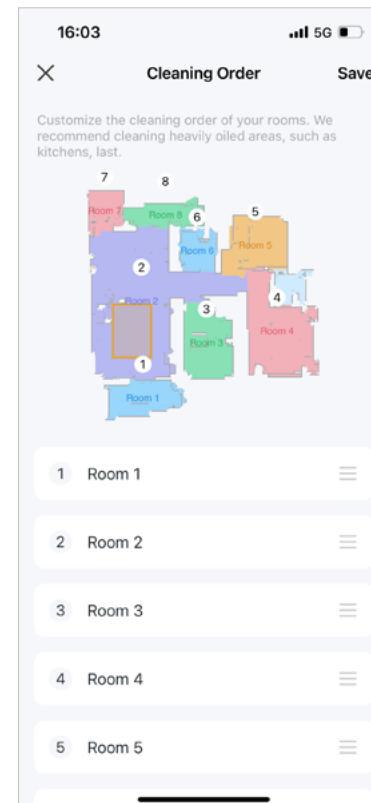 16:03
5G
Cleaning Order
Save
Customize the cleaning order of your rooms. We
recommend cleaning heavily oiled areas, such as
kitchens, last.
7
8
Room 7
Room 8
6
5
Room 6
Room 5
2
Room 2
3
4
Room 3
Room 4
1
Room 1
1 Room 1
2 Room 2
3 Room 3
4 Room 4
5 Room 5